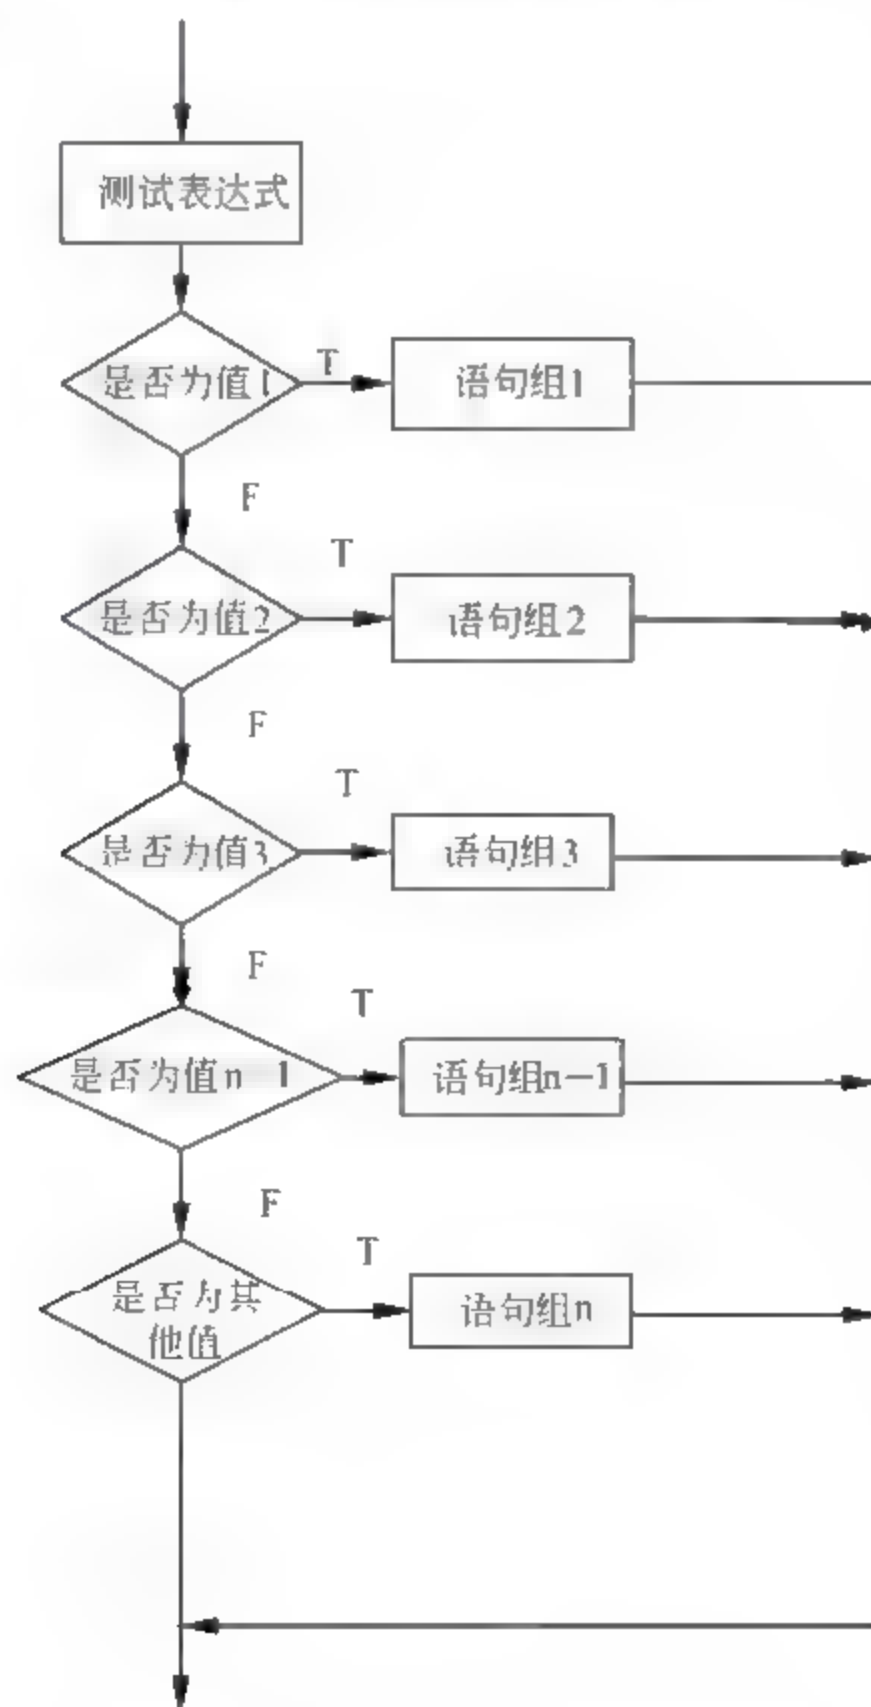 测试表达式
是否为值1
T
语句组1
F
是否为值2
T
语句组2
F
是否为值3
T
语句组3
F
是否为值n-1
T
语句组n-1
F
是否为其
他值
T
语句组n